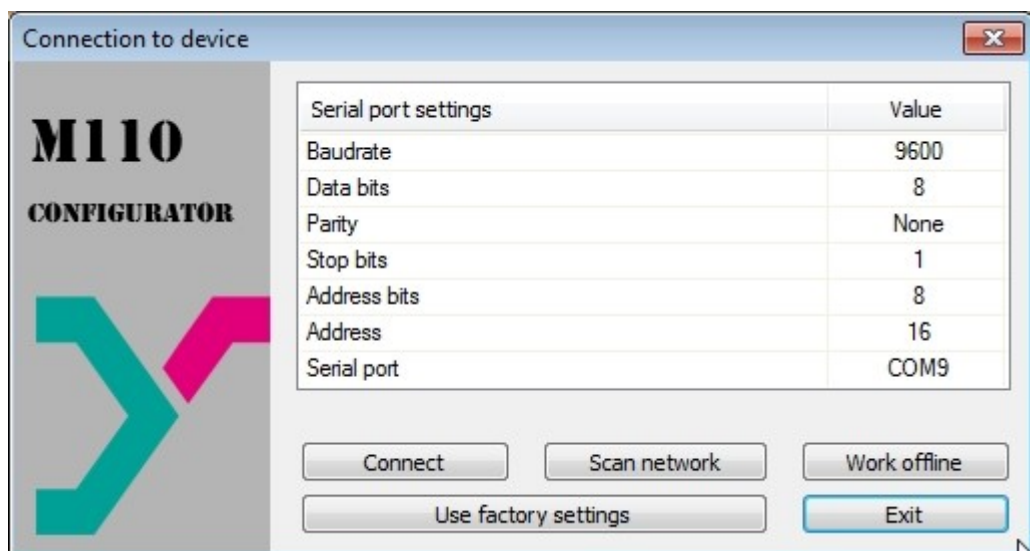 Connection to device
M110
CONFIGURATOR
Serial port settings Value
Baudrate 9600
Data bits 8
Parity None
Stop bits 1
Address bits 8
Address 16
Serial port COM9
Connect Scan network Work offline
Use factory settings Exit